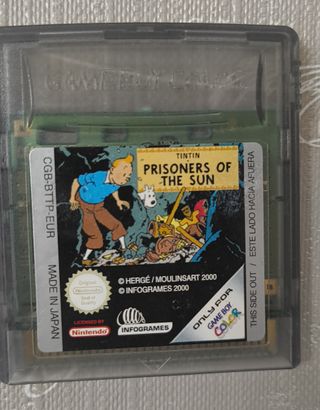 GAME BOY COLOR
TINTIN
PRISONERS OF
THE SUN
CGB-BTTP-EUR
MADE IN JAPAN
Original
Nintendo
Seal of
Quality
© HERGÉ / MOULINSART 2000
© INFOGRAMES 2000
LICENSED BY
Nintendo
INFOGRAMES
ONLY FOR
GAME BOY
COLOR
THIS SIDE OUT / ESTE LADO HACIA AFUERA